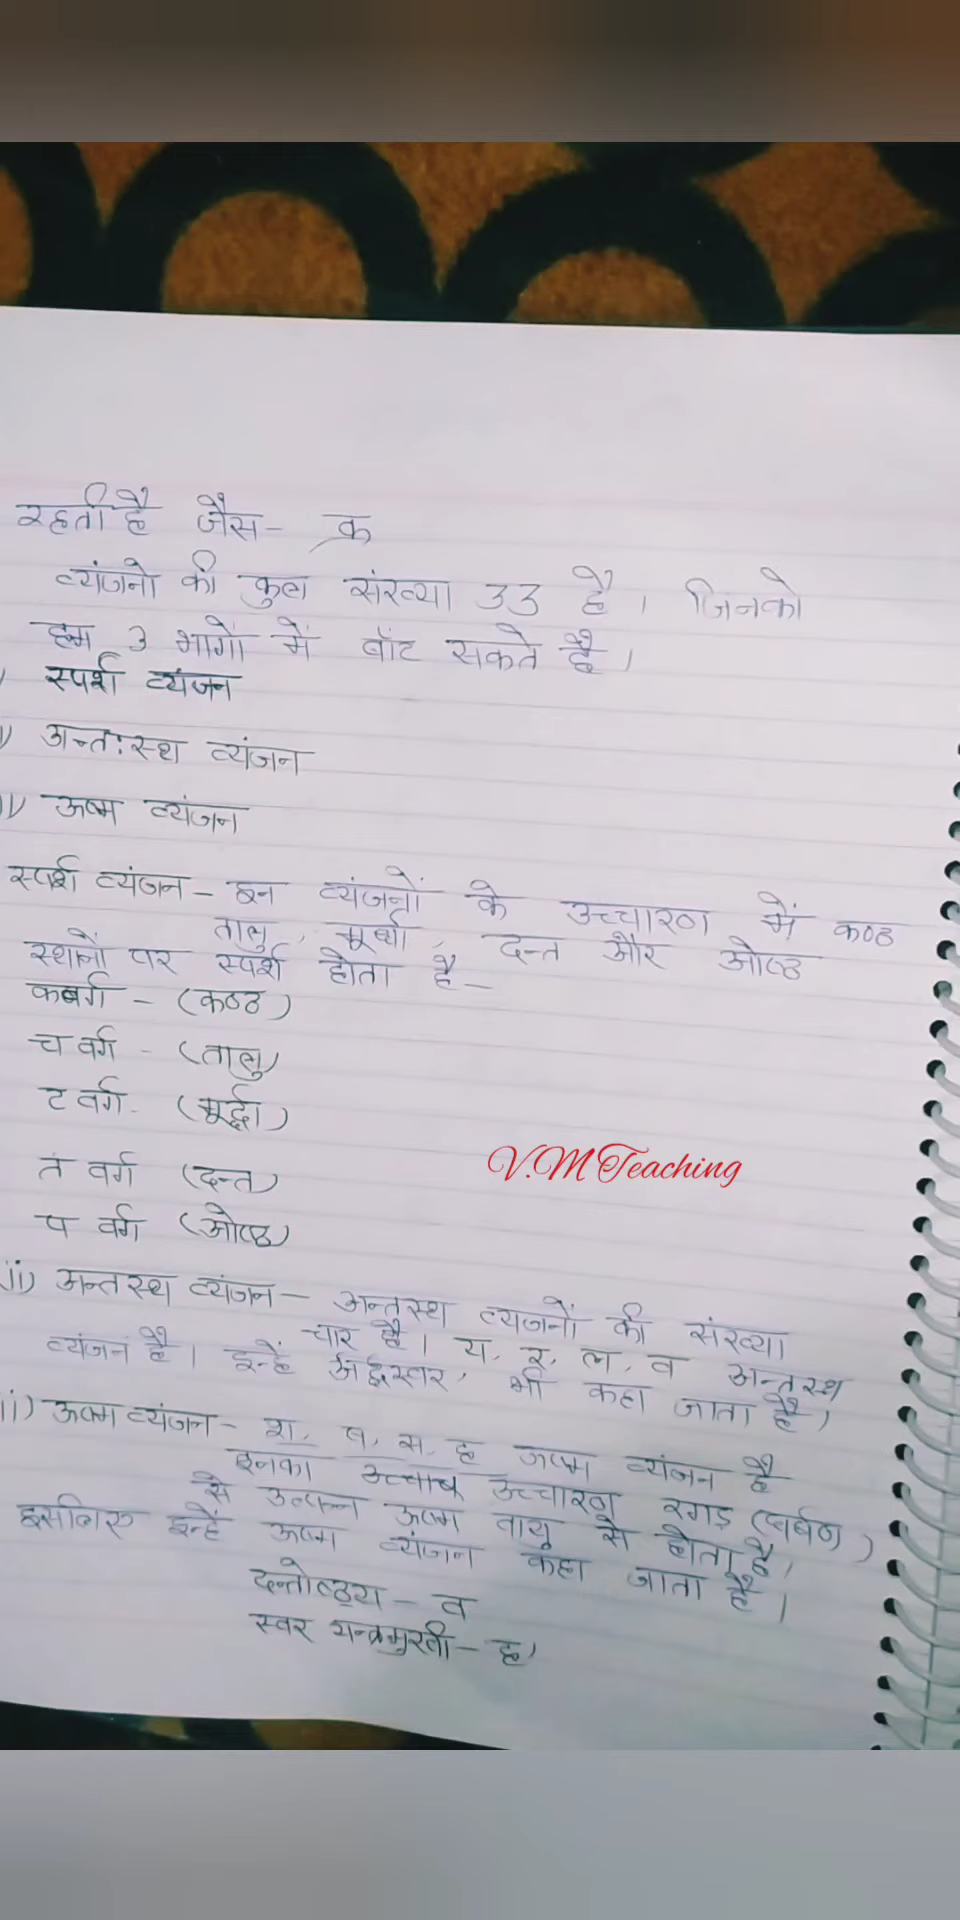 रहती है जैस- क्र
व्यंजनो की कुल संख्या 33 है। जिनको
हम 3 भागों में बॉट सकते है।
स्पर्श व्यंजन
अन्त:स्थ व्यंजन
ऊष्म व्यंजन
स्पर्श व्यंजन - इन व्यंजनों के उच्चारण में कण्ठ
तालु, मूर्धा, दन्त और ओष्ठ
स्थानों पर स्पर्श होता है-
कवर्ग - (कण्ठ)
च वर्ग - (तालु)
ट वर्ग - (मूर्द्धा)
त वर्ग (दन्त)
प वर्ग (ओष्ठ)
ii) अन्तस्थ व्यंजन - अन्तस्थ व्यजनों की संख्या
चार है। य, र, ल, व अन्तस्थ
व्यंजन है। इन्हें अर्द्धस्वर, भी कहा जाता है,
ii) ऊष्म व्यंजन - श, ष, स, ह ऊष्म व्यंजन है
इनका उच्चारण रगड़ (घर्षण)
से उत्पन्न ऊष्म वायु से होता है,
इसलिए इन्हें ऊष्म व्यंजन कहा जाता है।
दन्तोष्ठ्य - व
स्वर यन्त्रमुखी - ह।
V.M Teaching